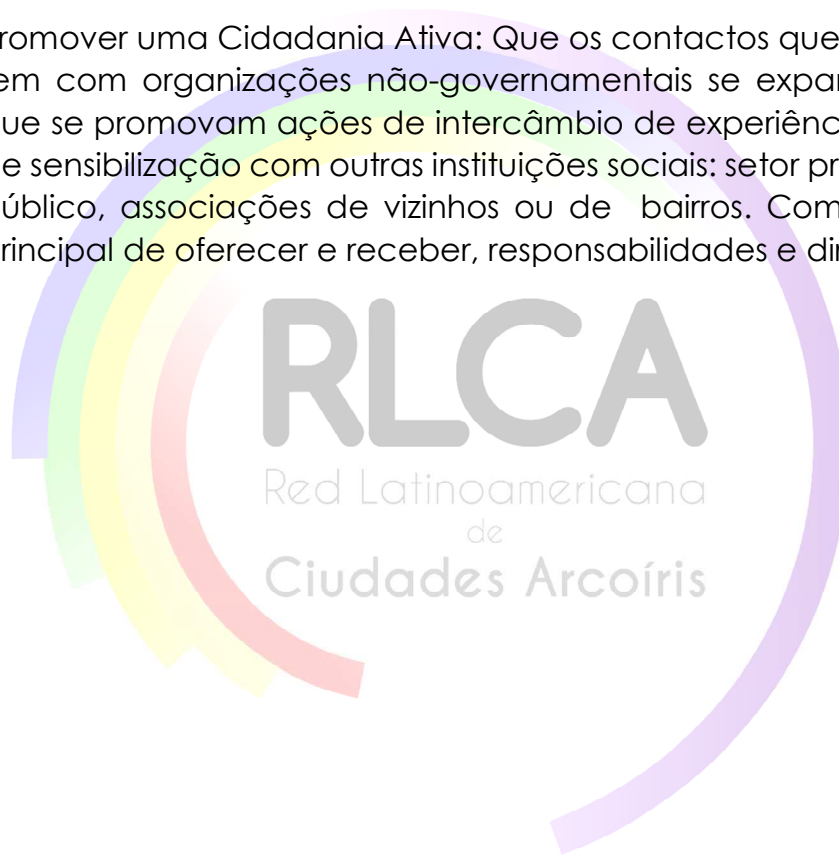 romover uma Cidadania Ativa: Que os contactos que
em com organizações não-governamentais se expan
ue se promovam ações de intercâmbio de experiênc
e sensibilização com outras instituições sociais: setor pr
úblico, associações de vizinhos ou de bairros. Com
rincipal de oferecer e receber, responsabilidades e dir
RLCA
Red Latinoamericana
de
Ciudades Arcoíris